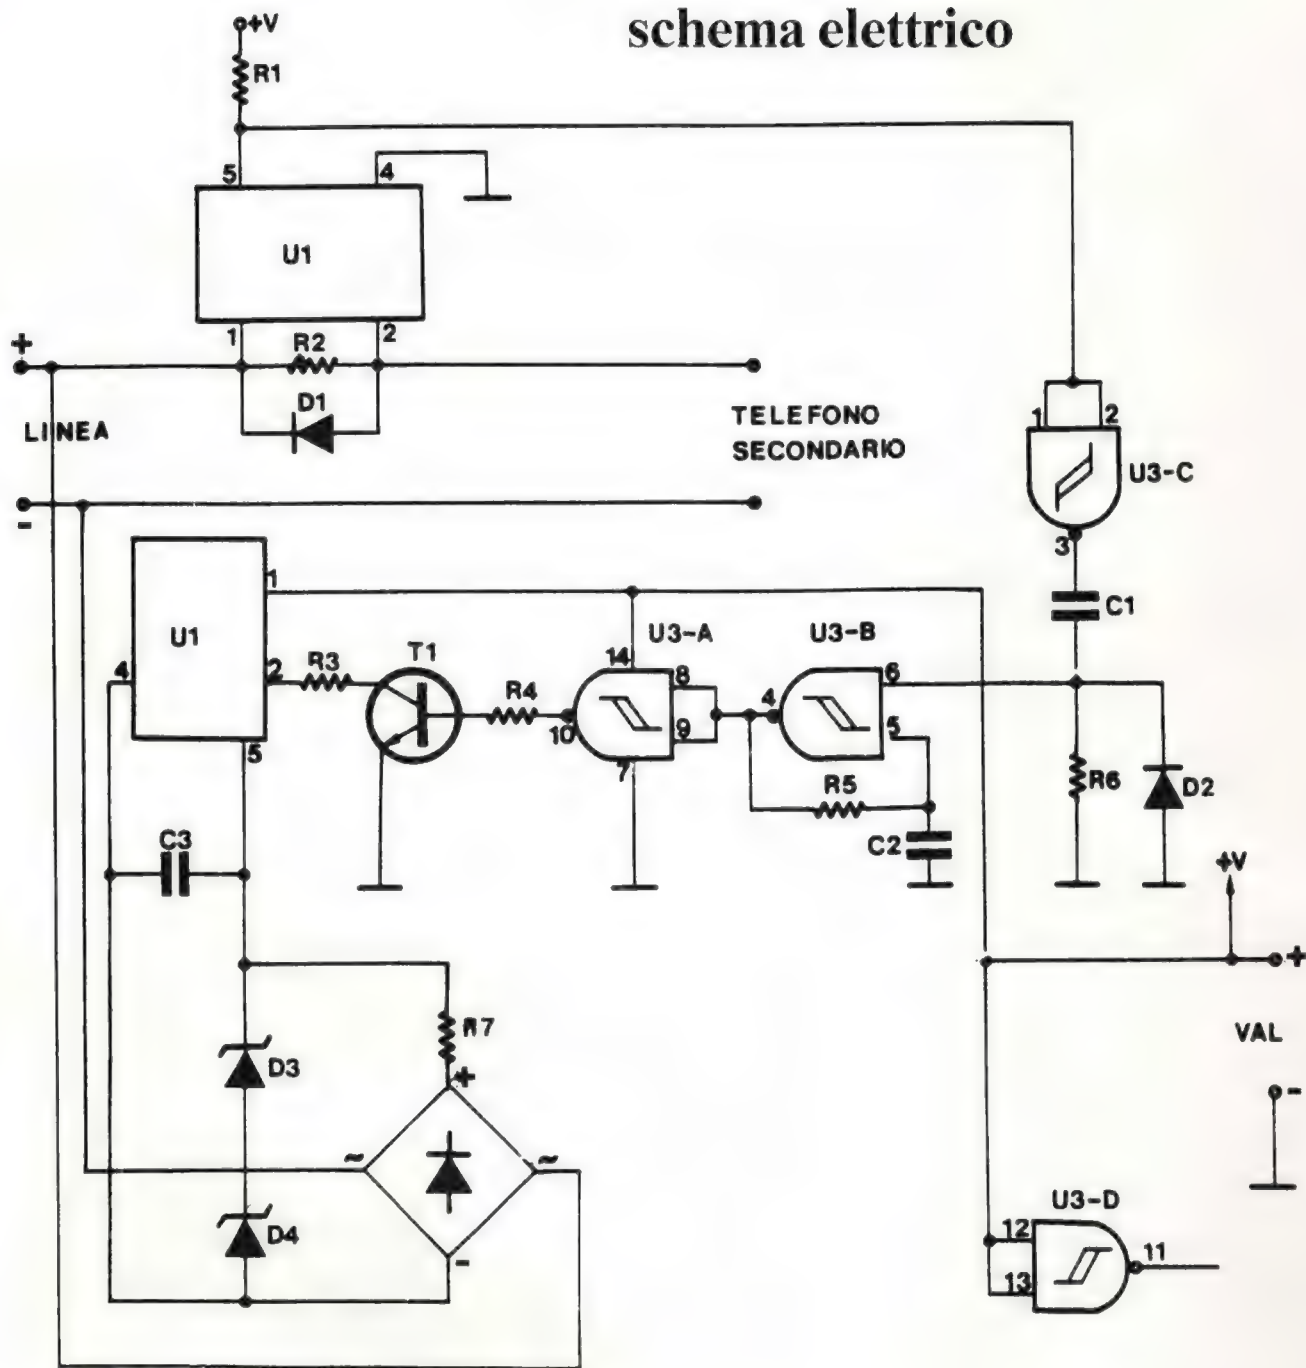 schema elettrico
+V
R1
5
4
U1
1
2
R2
+
D1
LINEA
TELEFONO
SECONDARIO
-
1
2
U3-C
3
C1
1
U1
4
2
R3
T1
5
R4
U3-A
14
8
9
10
7
U3-B
4
6
5
R5
C2
R6
D2
+V
+
VAL
-
C3
D3
R7
+
~
~
-
D4
U3-D
12
13
11